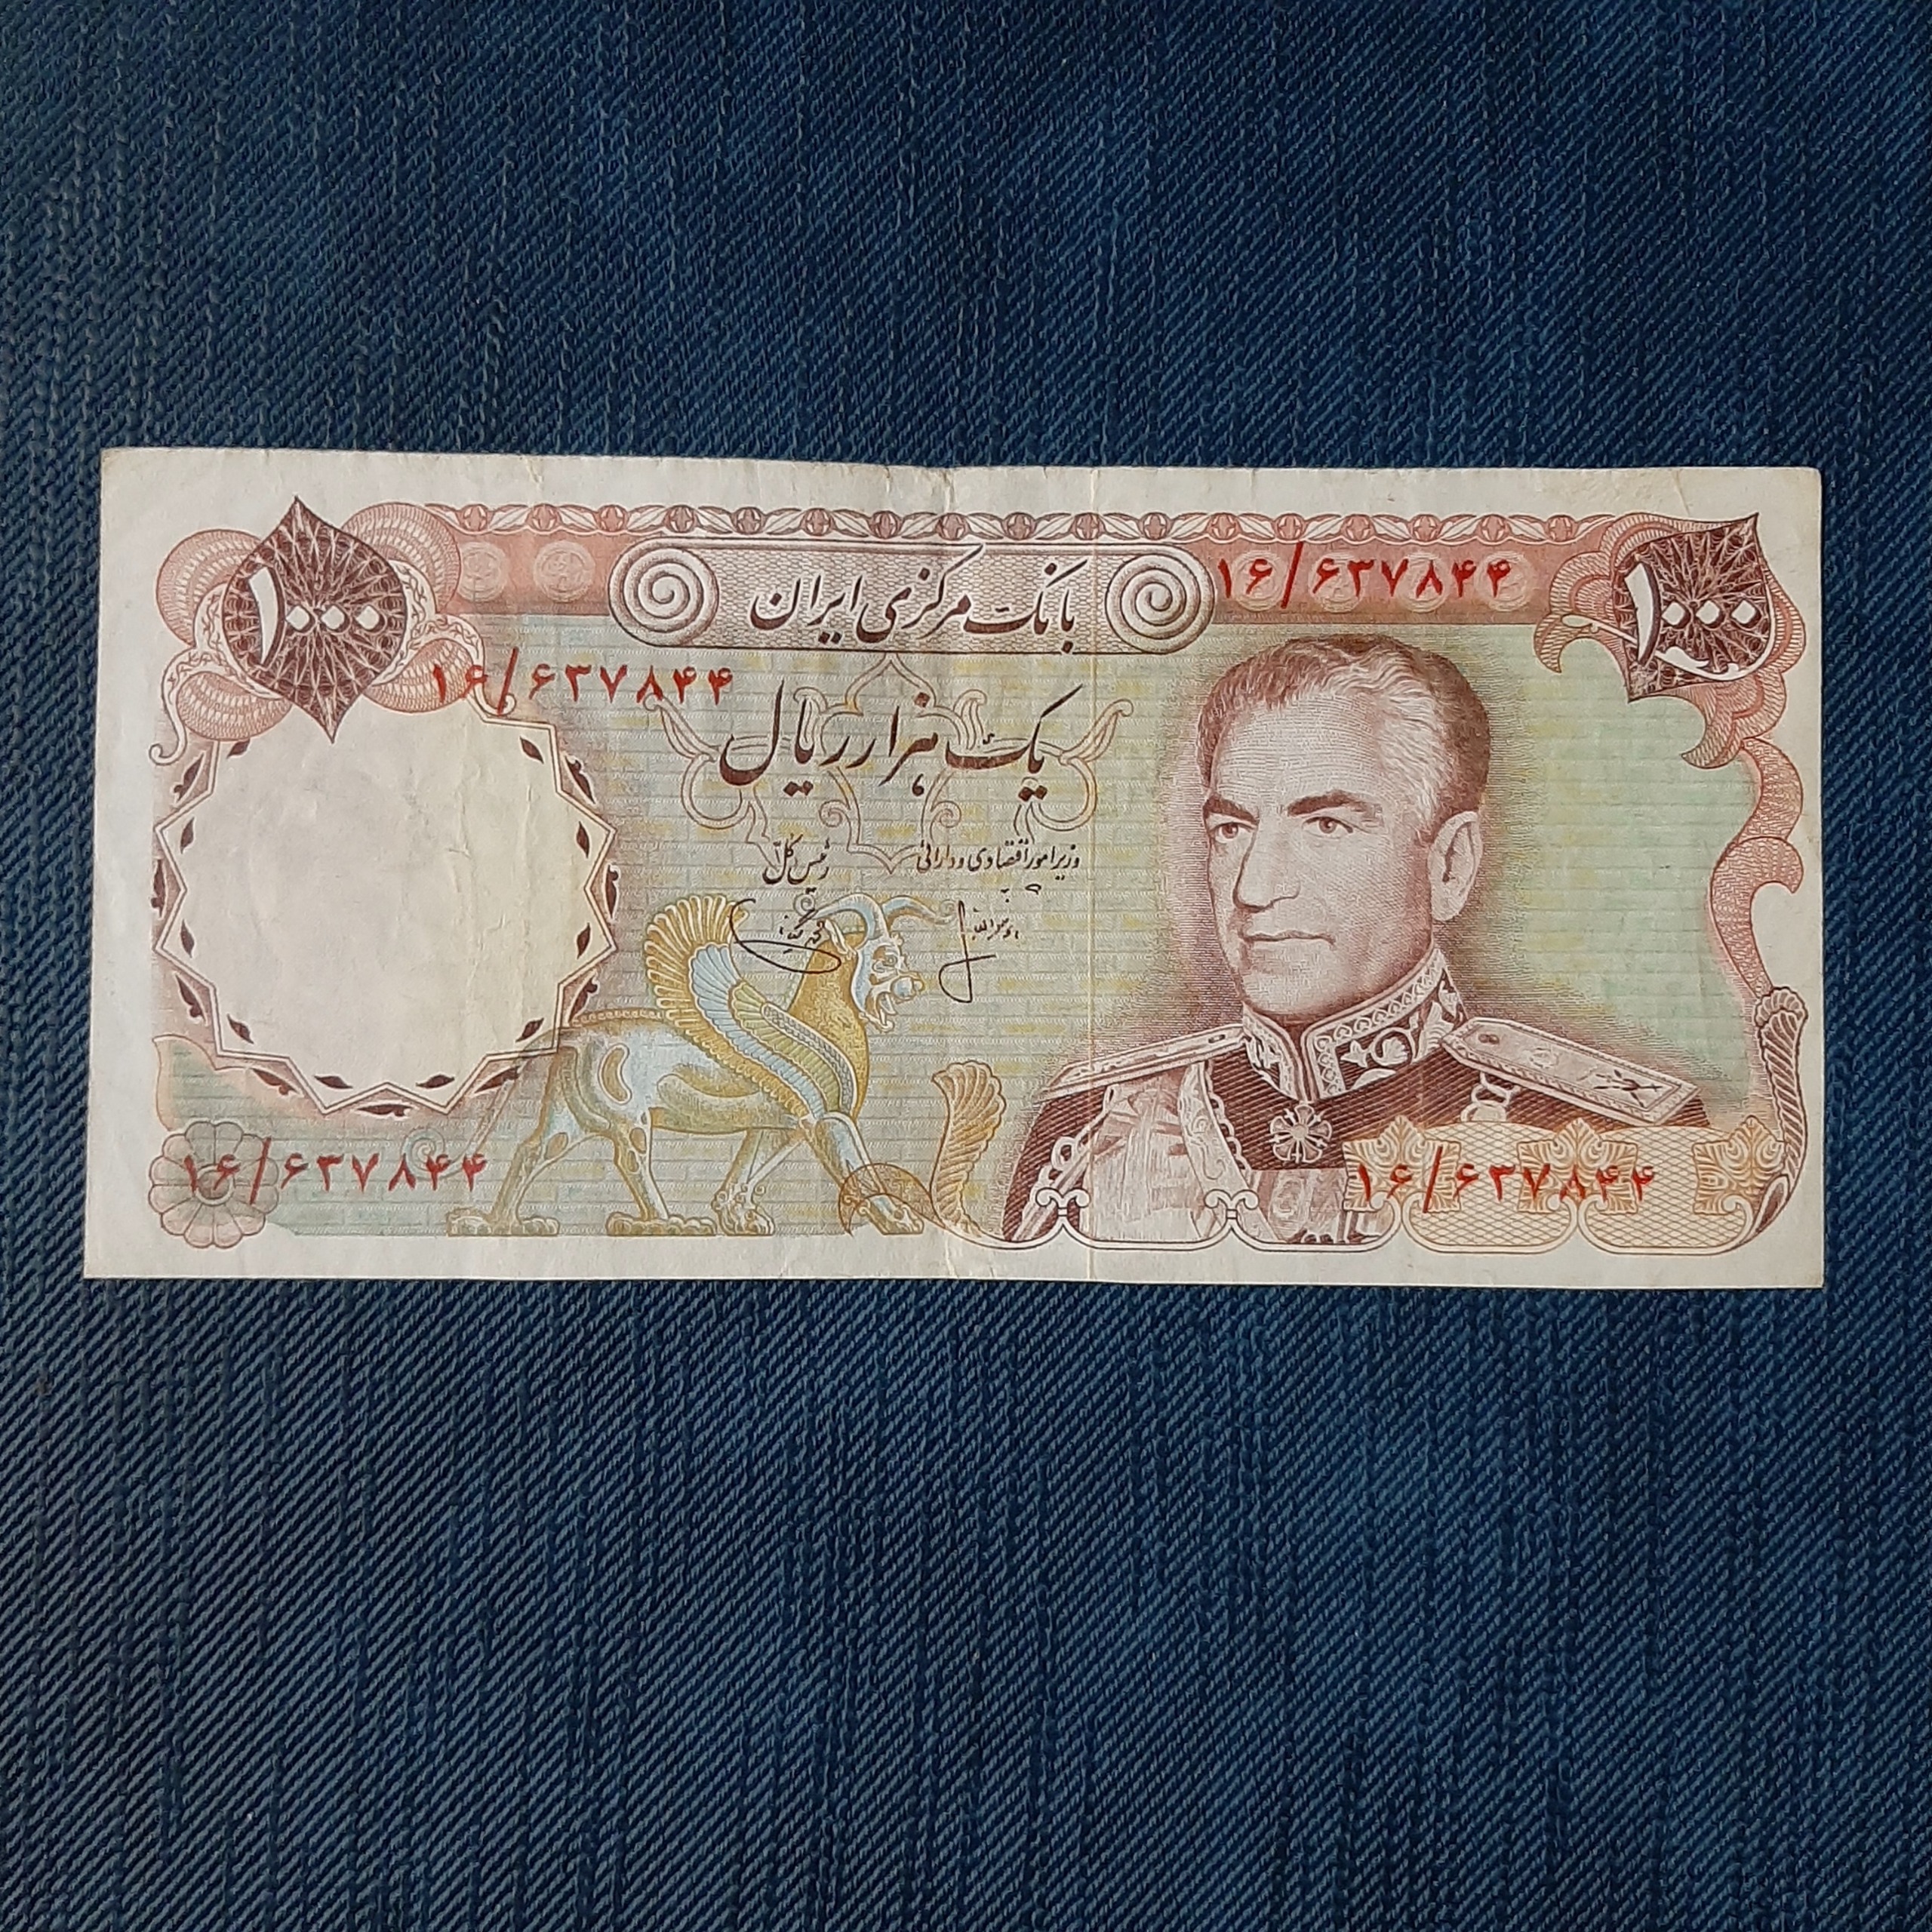 ۱۰۰۰
بانک مرکزی ایران
۱۶/۶۳۷۸۴۴
۱۰۰۰
۱۶/۶۳۷۸۴۴
یک هزار ریال
وزیر امور اقتصادی و دارائی
رئیس کل
۱۶/۶۳۷۸۴۴
۱۶/۶۳۷۸۴۴